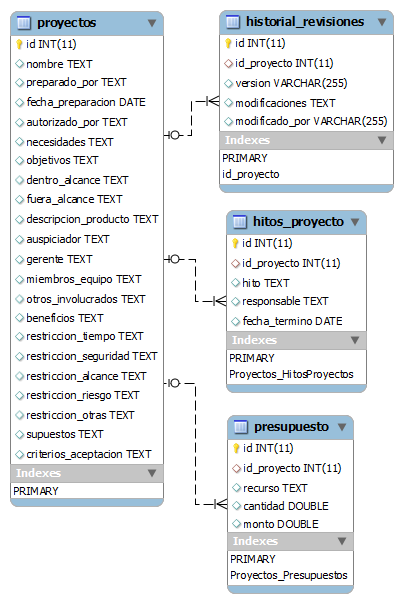 proyectos
id INT(11)
nombre TEXT
preparado_por TEXT
fecha_preparacion DATE
autorizado_por TEXT
necesidades TEXT
objetivos TEXT
dentro_alcance TEXT
fuera_alcance TEXT
descripcion_producto TEXT
auspiciador TEXT
gerente TEXT
miembros_equipo TEXT
otros_involucrados TEXT
beneficios TEXT
restriccion_tiempo TEXT
restriccion_seguridad TEXT
restriccion_alcance TEXT
restriccion_riesgo TEXT
restriccion_otras TEXT
supuestos TEXT
criterios_aceptacion TEXT
Indexes
PRIMARY
historial_revisiones
id INT(11)
id_proyecto INT(11)
version VARCHAR(255)
modificaciones TEXT
modificado_por VARCHAR(255)
Indexes
PRIMARY
id_proyecto
hitos_proyecto
id INT(11)
id_proyecto INT(11)
hito TEXT
responsable TEXT
fecha_termino DATE
Indexes
PRIMARY
Proyectos_HitosProyectos
presupuesto
id INT(11)
id_proyecto INT(11)
recurso TEXT
cantidad DOUBLE
monto DOUBLE
Indexes
PRIMARY
Proyectos_Presupuestos